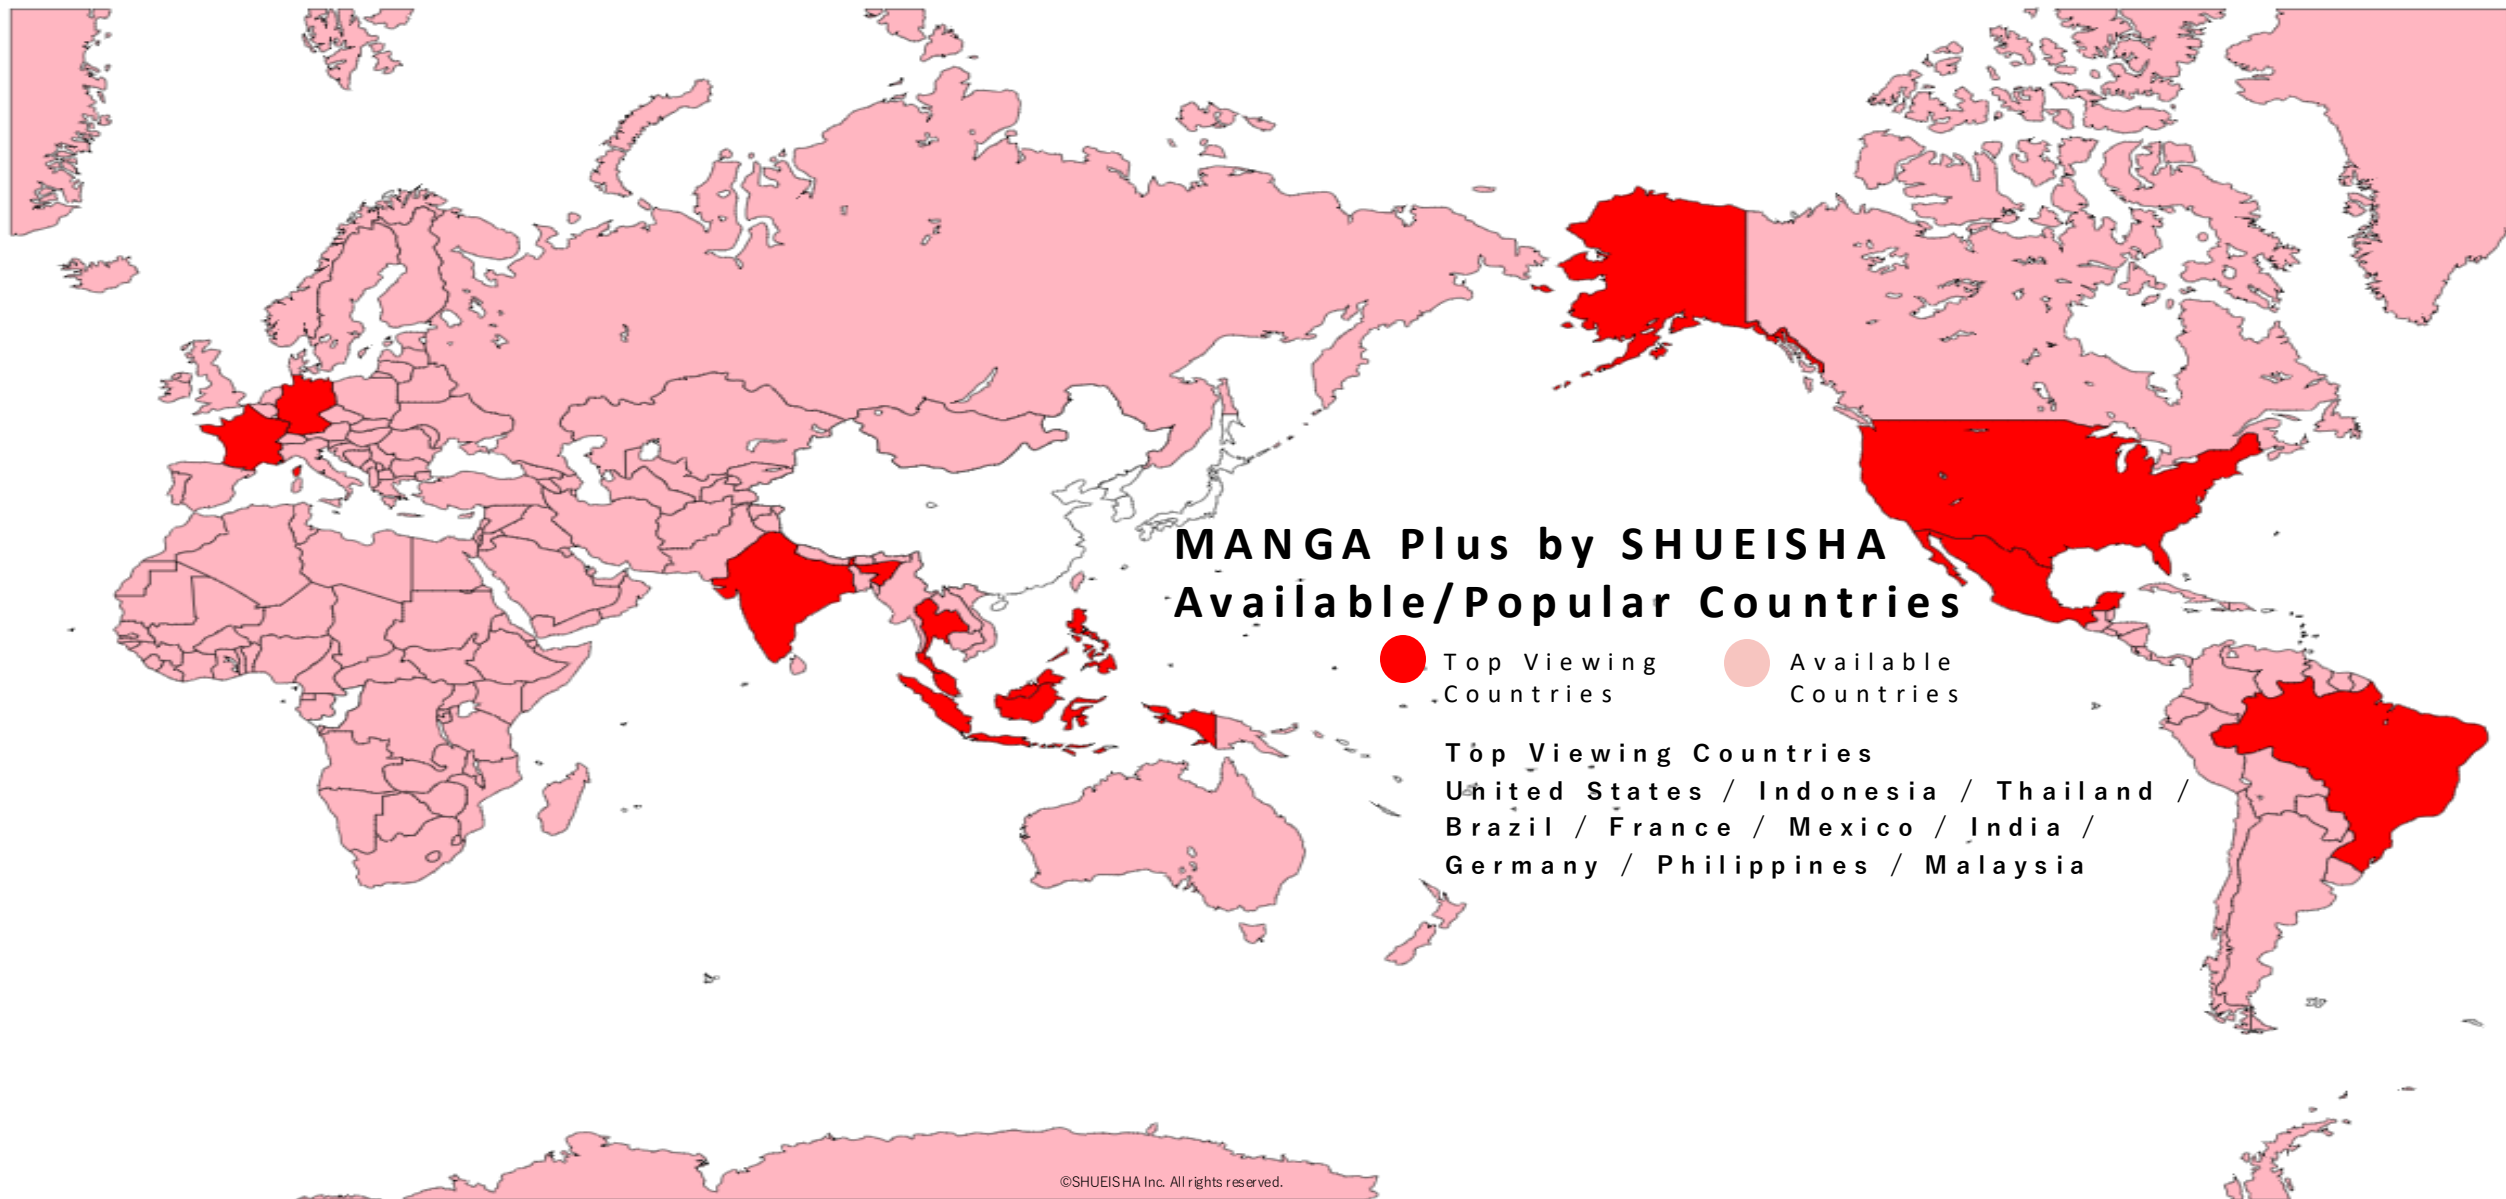 MANGA Plus by SHUEISHA
Available/Popular Countries
Top Viewing
Countries
Available
Countries
Top Viewing Countries
United States / Indonesia / Thailand /
Brazil / France / Mexico / India /
Germany / Philippines / Malaysia
©SHUEISHA Inc. All rights reserved.